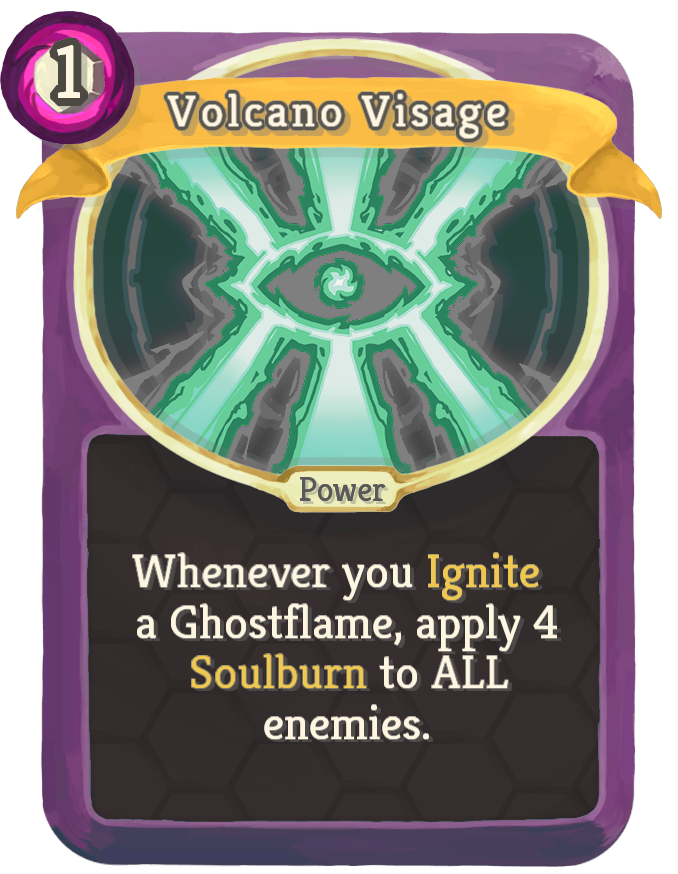 1
Volcano Visage
Power
Whenever you Ignite
a Ghostflame, apply 4
Soulburn to ALL
enemies.